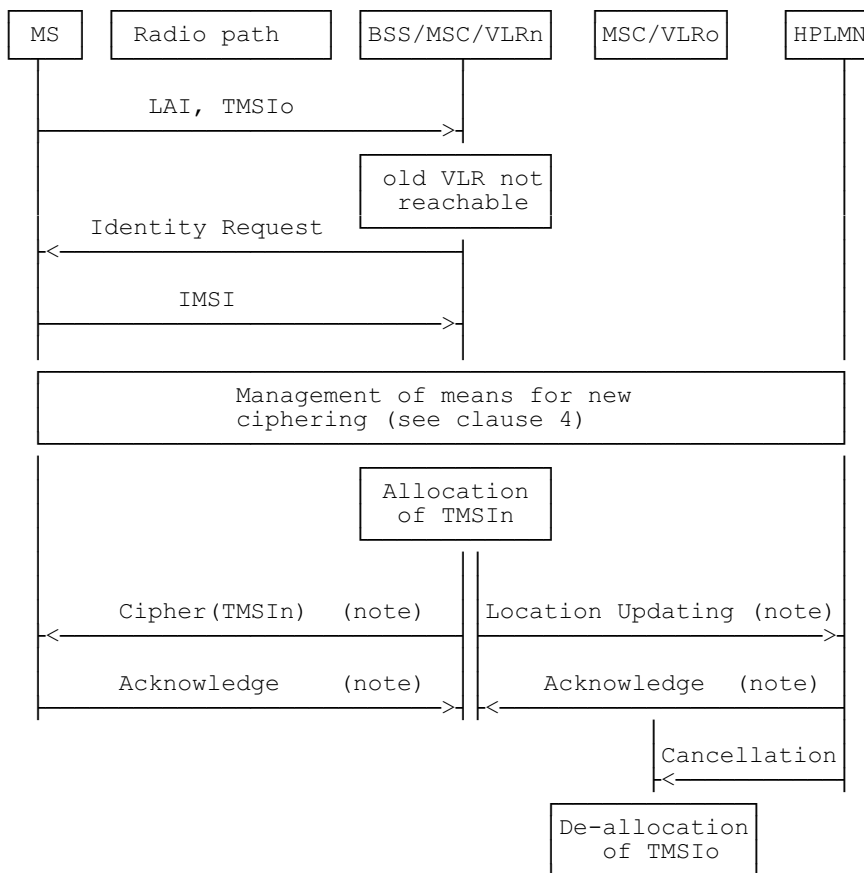 MS Radio path BSS/MSC/VLRn MSC/VLRo HPLMN
LAI, TMSIo
old VLR not
reachable
Identity Request
IMSI
Management of means for new
ciphering (see clause 4)
Allocation
of TMSIn
Cipher(TMSIn) (note) Location Updating (note)
Acknowledge (note) Acknowledge (note)
Cancellation
De-allocation
of TMSIo